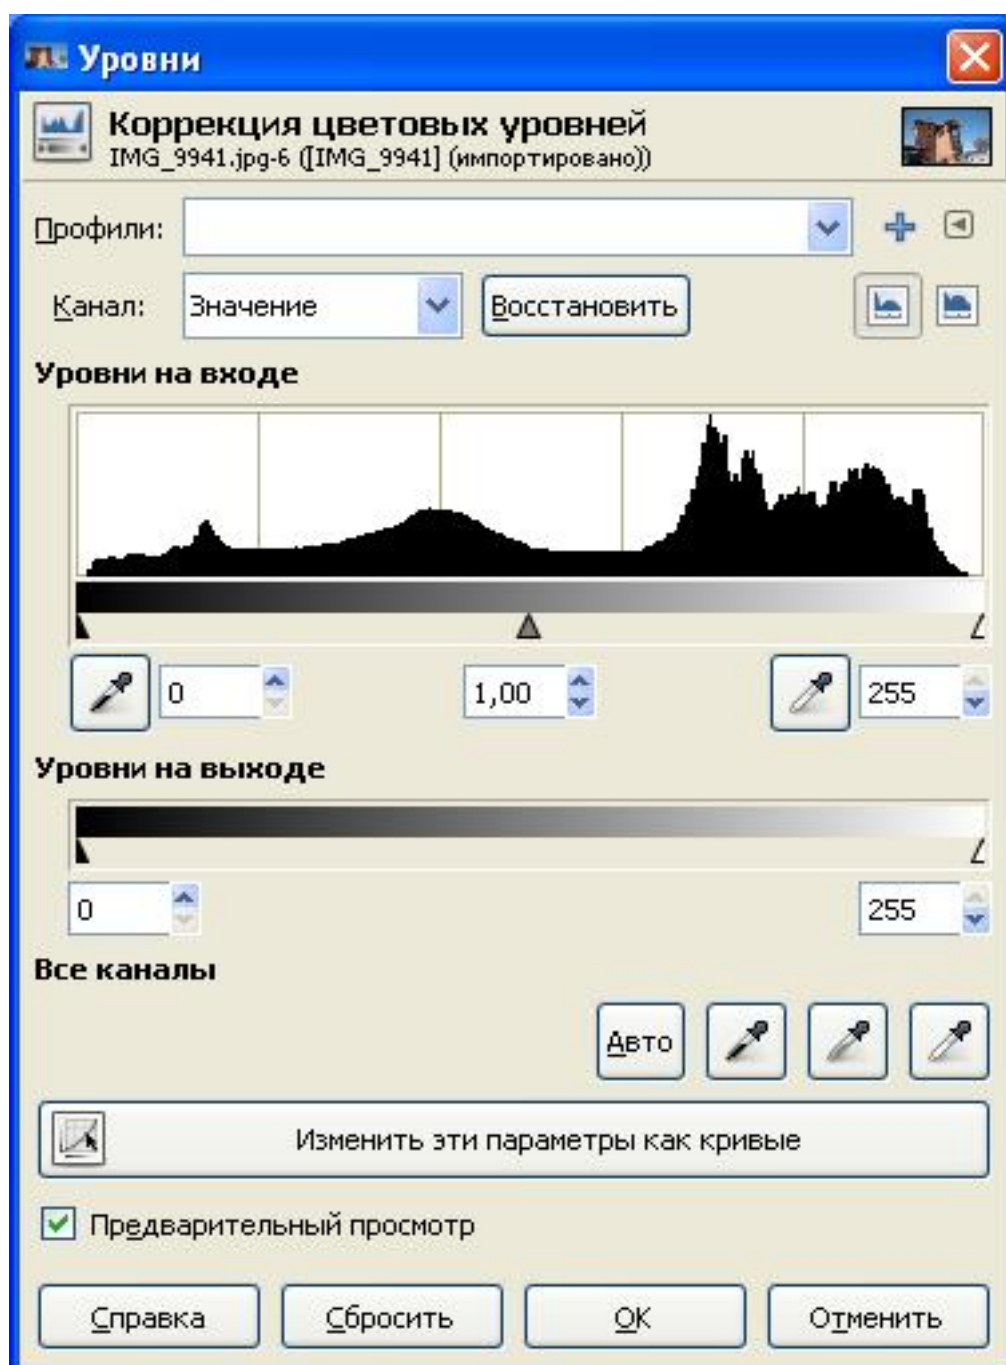 Уровни
Коррекция цветовых уровней
IMG_9941.jpg-6 ([IMG_9941] (импортировано))
Профили:
Канал: Значение Восстановить
Уровни на входе
0 1,00 255
Уровни на выходе
0 255
Все каналы
Авто
Изменить эти параметры как кривые
Предварительный просмотр
Справка Сбросить OK Отменить